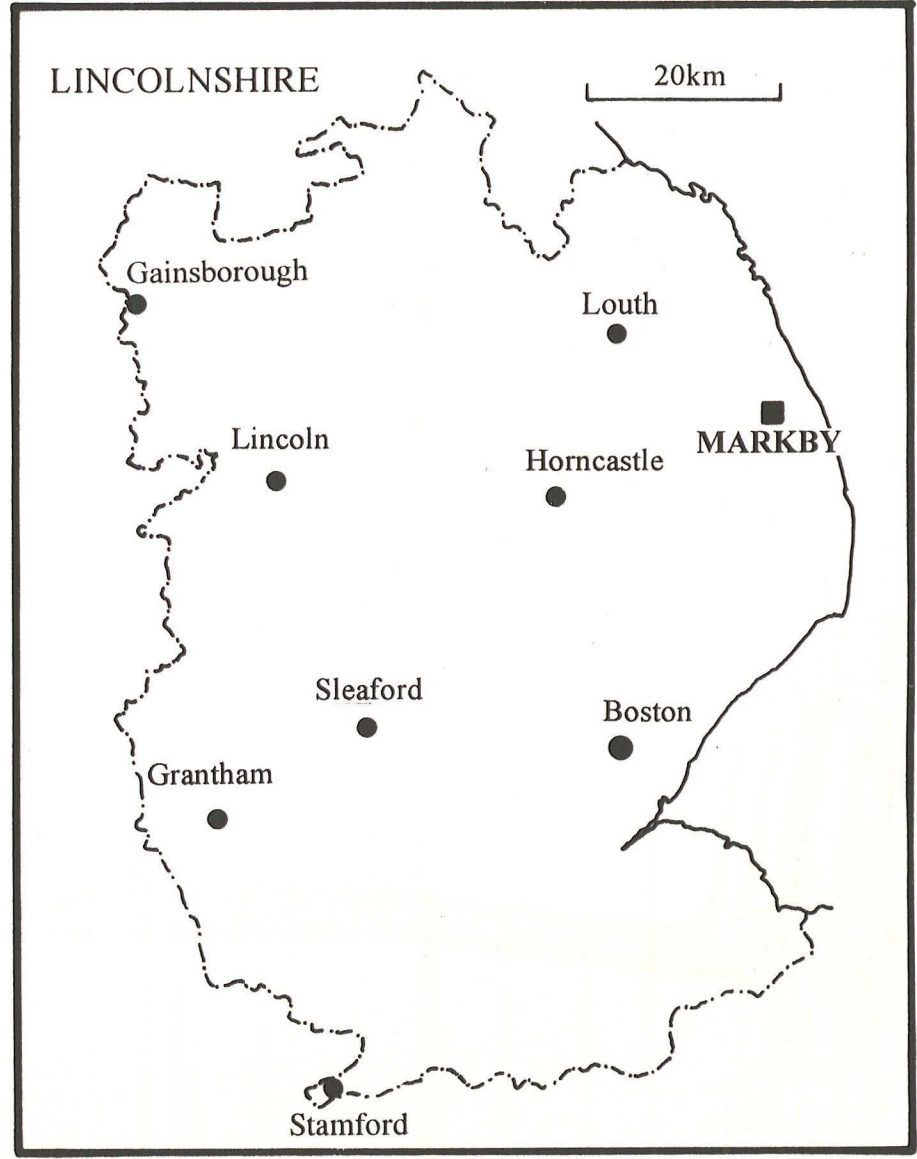 LINCOLNSHIRE
20km
Gainsborough
Louth
MARKBY
Lincoln
Horncastle
Sleaford
Boston
Grantham
Stamford